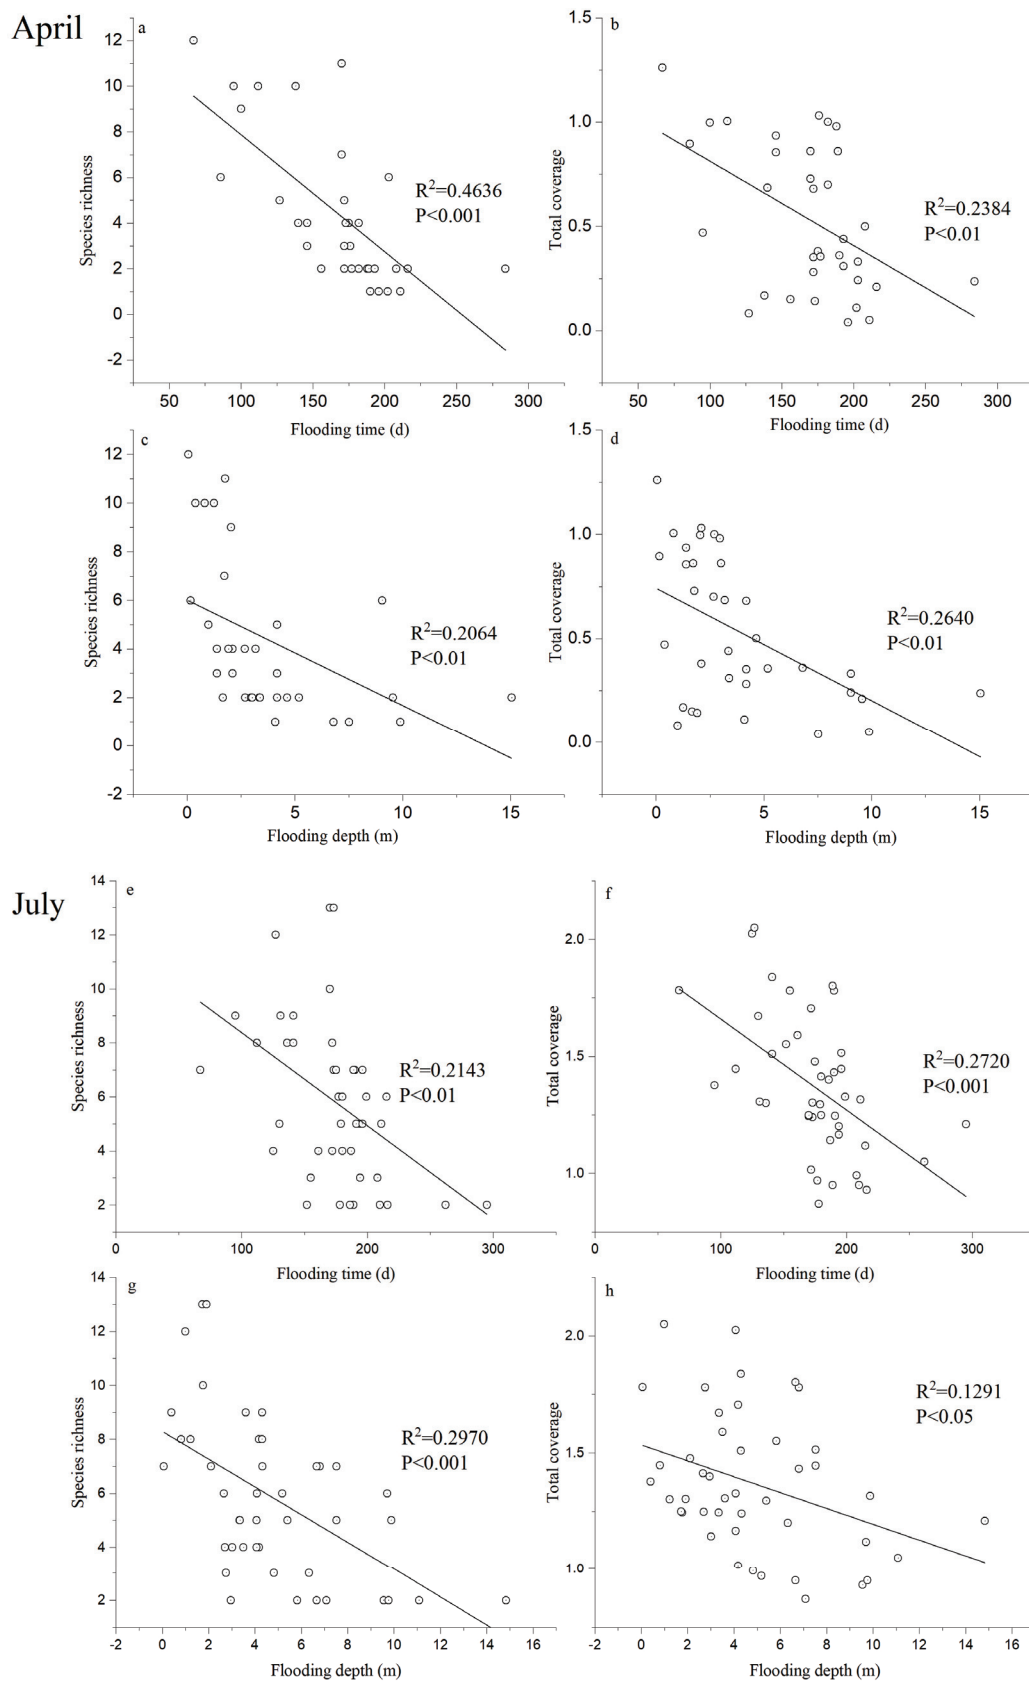 April
a
12
10
8
6
4
2
0
-2
Species richness
R²=0.4636
P<0.001
50 100 150 200 250 300
Flooding time (d)
b
1.5
1.0
0.5
0.0
Total coverage
R²=0.2384
P<0.01
50 100 150 200 250 300
Flooding time (d)
c
12
10
8
6
4
2
0
-2
Species richness
R²=0.2064
P<0.01
0 5 10 15
Flooding depth (m)
d
1.5
1.0
0.5
0.0
Total coverage
R²=0.2640
P<0.01
0 5 10 15
Flooding depth (m)
July
e
14
12
10
8
6
4
2
Species richness
R²=0.2143
P<0.01
0 100 200 300
Flooding time (d)
f
2.0
1.5
1.0
Total coverage
R²=0.2720
P<0.001
0 100 200 300
Flooding time (d)
g
14
12
10
8
6
4
2
Species richness
R²=0.2970
P<0.001
-2 0 2 4 6 8 10 12 14 16
Flooding depth (m)
h
2.0
1.5
1.0
Total coverage
R²=0.1291
P<0.05
-2 0 2 4 6 8 10 12 14 16
Flooding depth (m)